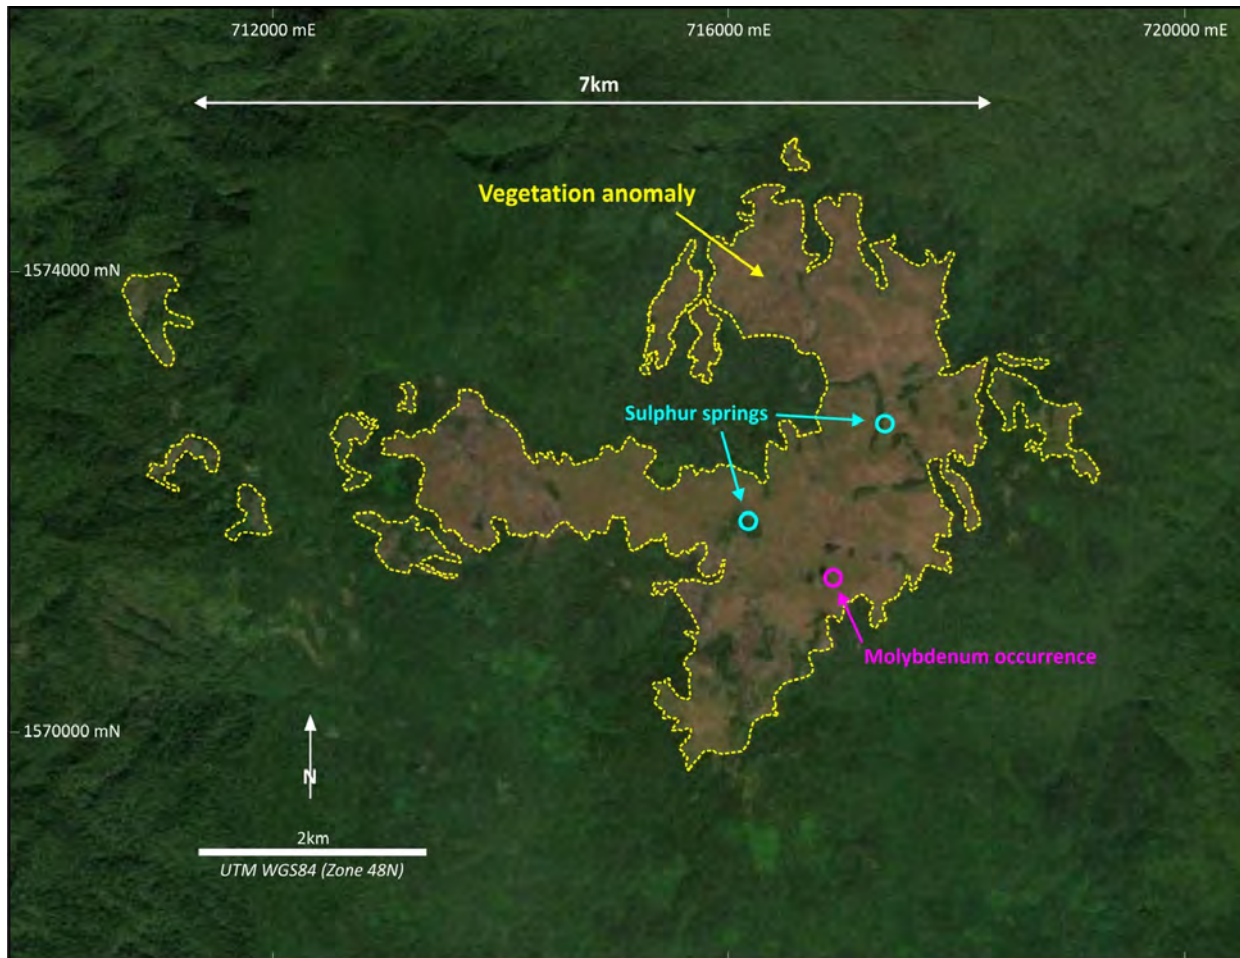 712000 mE
716000 mE
720000 mE
7km
Vegetation anomaly
1574000 mN
Sulphur springs
Molybdenum occurrence
1570000 mN
N
2km
UTM WGS84 (Zone 48N)